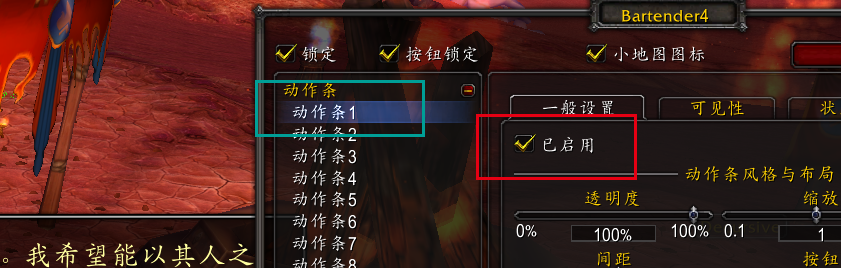 Bartender4
锁定 按钮锁定 小地图图标
动作条
动作条1
动作条2
动作条3
动作条4
动作条5
动作条6
动作条7
动作条8
一般设置 可见性 状
已启用
动作条风格与布局
透明度 缩放
0% 100% 100% 0.1 1
间距 按钮
。我希望能以其人之